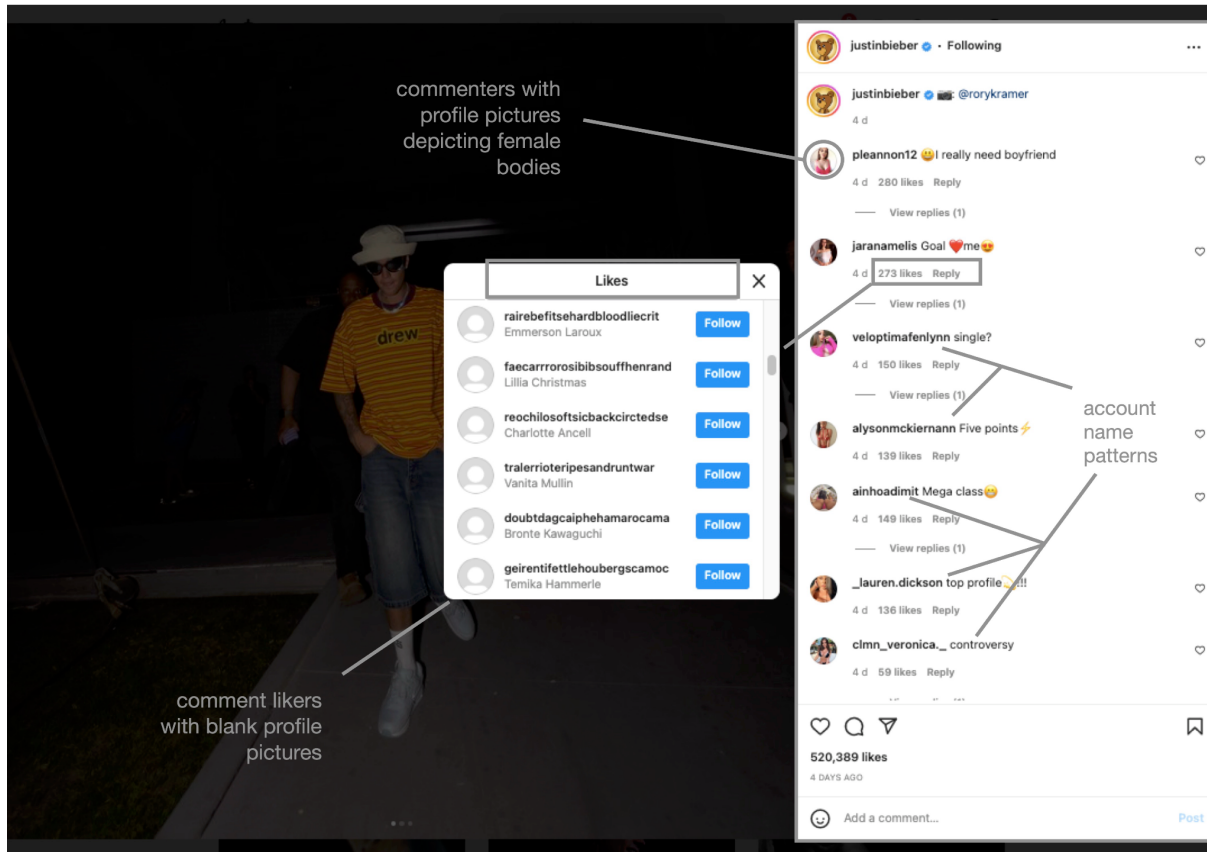 commenters with
profile pictures
depicting female
bodies
drew
comment likers
with blank profile
pictures
Likes
rairebefitsehardbloodliecrit
Emmerson Laroux
Follow
faecarrrorosibibsouffhenrand
Lillia Christmas
Follow
reochilosoftsicbackcirctedse
Charlotte Ancell
Follow
tralerrioteripesandruntwar
Vanita Mullin
Follow
doubtdagcaiphehamarocama
Bronte Kawaguchi
Follow
geirentifettlehoubergscamoc
Temika Hammerle
Follow
justinbieber • Following
justinbieber 📷: @rorykramer
4 d
pleannon12 😃I really need boyfriend
4 d 280 likes Reply
View replies (1)
jaranamelis Goal ❤️me😍
4 d 273 likes Reply
View replies (1)
veloptimafenlynn single?
4 d 150 likes Reply
View replies (1)
alysonmckiernann Five points⚡
4 d 139 likes Reply
ainhoadimit Mega class😁
4 d 149 likes Reply
View replies (1)
_lauren.dickson top profile💫!!!
4 d 136 likes Reply
clmn_veronica._ controversy
4 d 59 likes Reply
account
name
patterns
520,389 likes
4 DAYS AGO
Add a comment...
Post